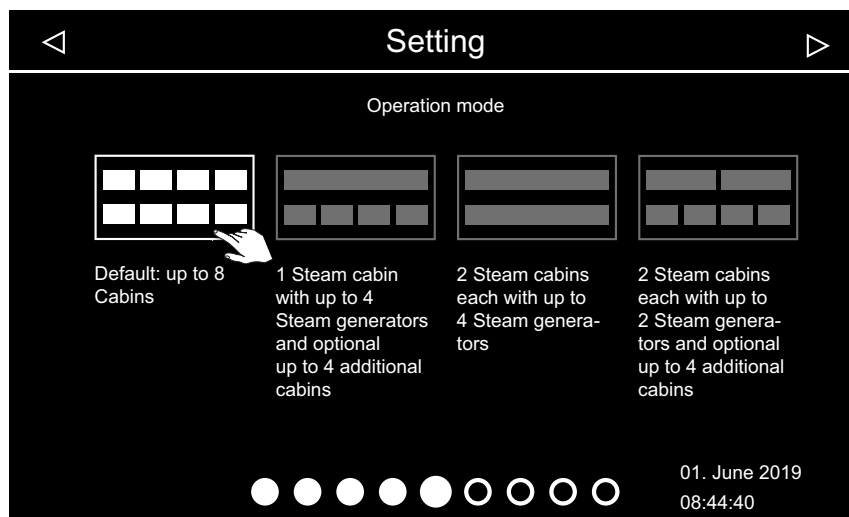 Setting
Operation mode
Default: up to 8
Cabins
1 Steam cabin
with up to 4
Steam generators
and optional
up to 4 additional
cabins
2 Steam cabins
each with up to
4 Steam genera-
tors
2 Steam cabins
each with up to
2 Steam genera-
tors and optional
up to 4 additional
cabins
01. June 2019
08:44:40